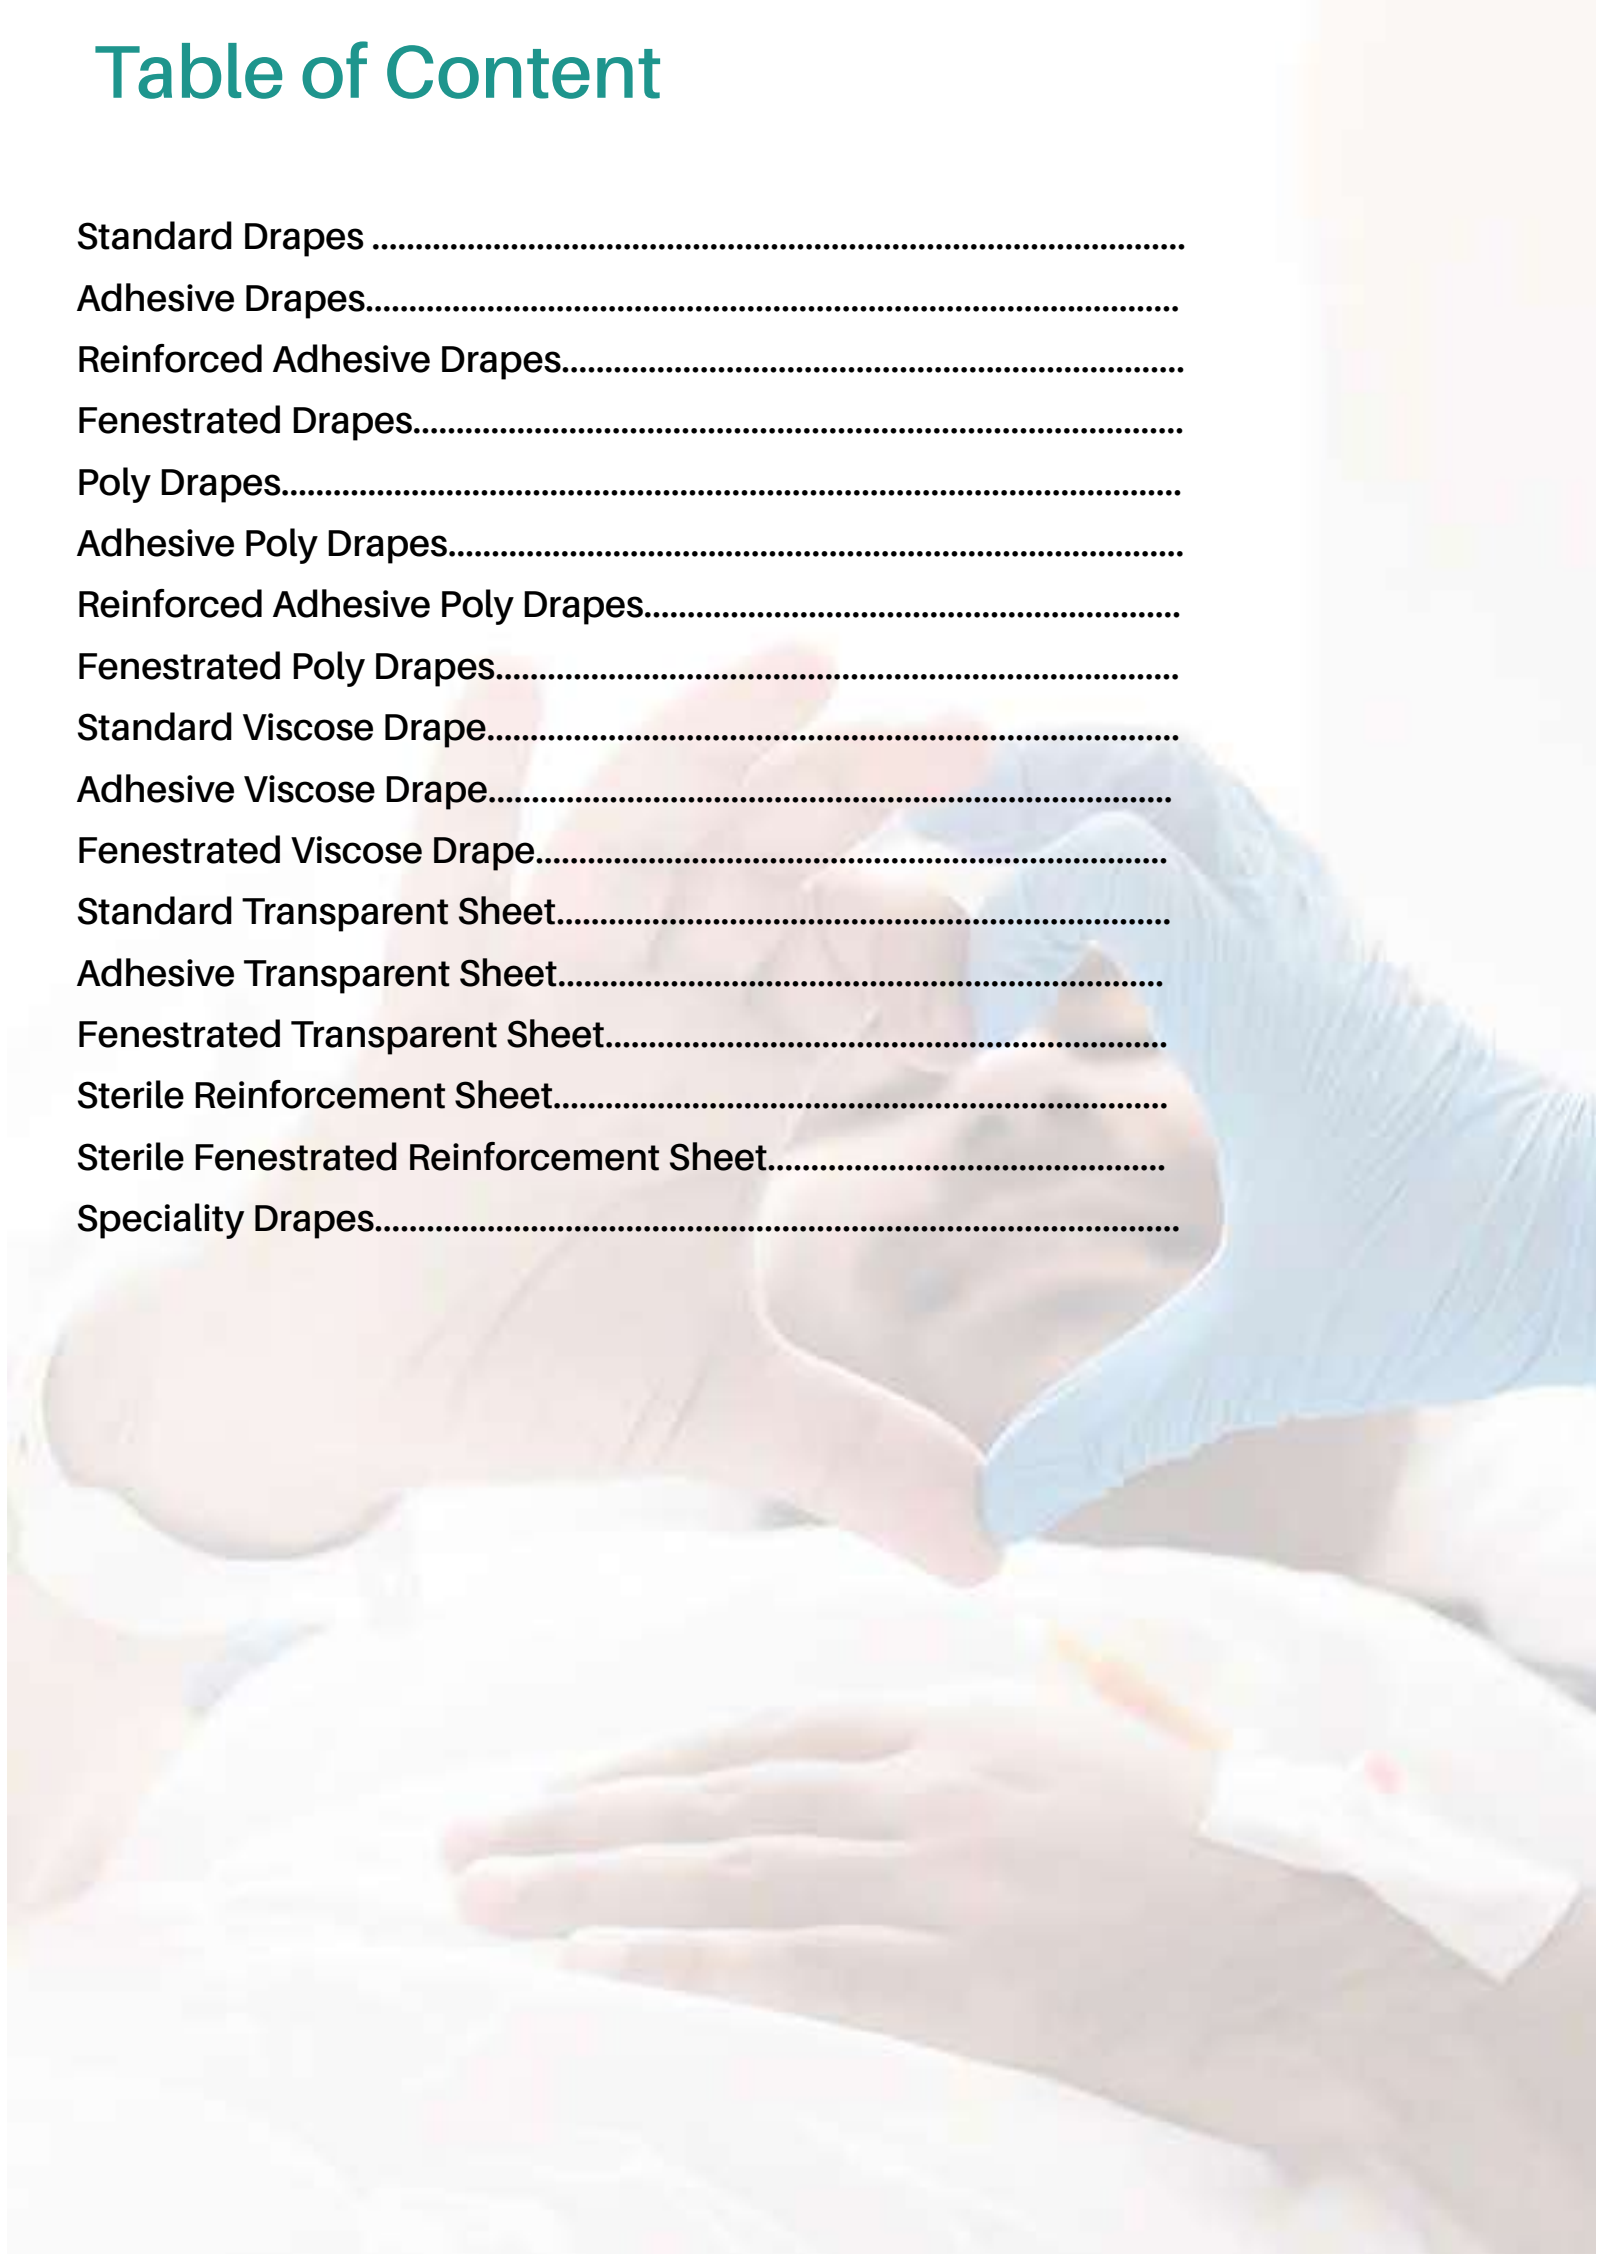 Table of Content
Standard Drapes ..............................................................................................
Adhesive Drapes..............................................................................................
Reinforced Adhesive Drapes........................................................................
Fenestrated Drapes.........................................................................................
Poly Drapes........................................................................................................
Adhesive Poly Drapes.....................................................................................
Reinforced Adhesive Poly Drapes..............................................................
Fenestrated Poly Drapes...............................................................................
Standard Viscose Drape................................................................................
Adhesive Viscose Drape...............................................................................
Fenestrated Viscose Drape.........................................................................
Standard Transparent Sheet.......................................................................
Adhesive Transparent Sheet......................................................................
Fenestrated Transparent Sheet.................................................................
Sterile Reinforcement Sheet.......................................................................
Sterile Fenestrated Reinforcement Sheet..............................................
Speciality Drapes.............................................................................................